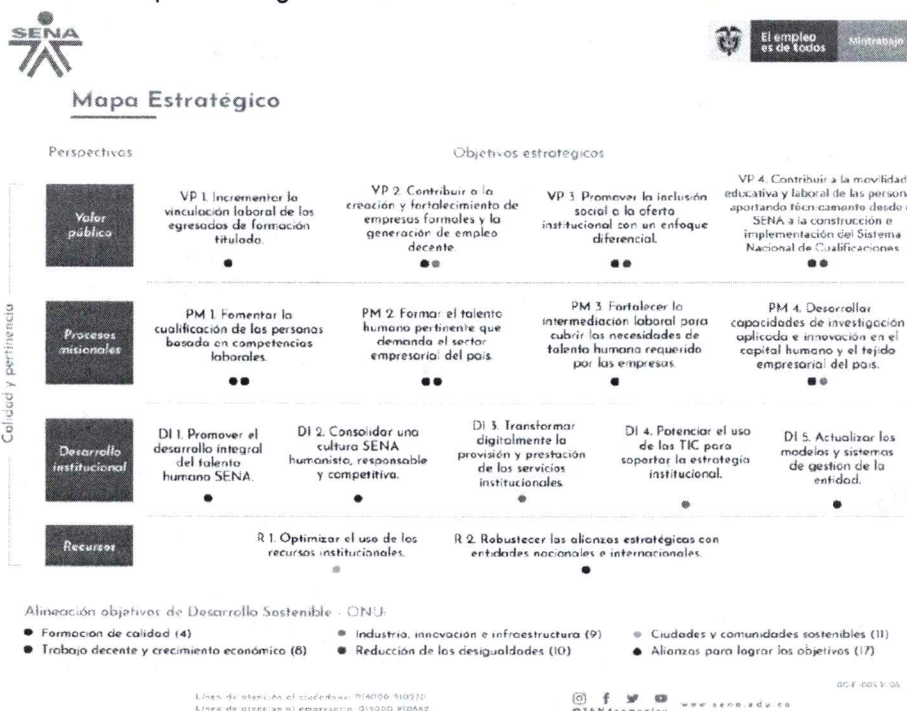 SENA
El empleo
es de todos
Mintrabajo
Mapa Estratégico
Perspectivas
Objetivos estratégicos
Calidad y pertinencia
Valor
público
VP 1. Incrementar la
vinculación laboral de los
egresados de formación
titulada.
VP 2. Contribuir a la
creación y fortalecimiento de
empresas formales y la
generación de empleo
decente.
VP 3. Promover la inclusión
social a la oferta
institucional con un enfoque
diferencial.
VP 4. Contribuir a la movilidad
educativa y laboral de las person
aportando técnicamente desde
SENA a la construcción e
implementación del Sistema
Nacional de Cualificaciones
Procesos
misionales
PM 1. Fomentar la
cualificación de las personas
basada en competencias
laborales.
PM 2. Formar el talento
humano pertinente que
demanda el sector
empresarial del país.
PM 3. Fortalecer la
intermediación laboral para
cubrir las necesidades de
talento humano requerido
por las empresas.
PM 4. Desarrollar
capacidades de investigación
aplicada e innovación en el
capital humano y el tejido
empresarial del país.
Desarrollo
institucional
DI 1. Promover el
desarrollo integral
del talento
humano SENA.
DI 2. Consolidar una
cultura SENA
humanista, responsable
y competitiva.
DI 3. Transformar
digitalmente la
provisión y prestación
de los servicios
institucionales.
DI 4. Potenciar el uso
de las TIC para
soportar la estrategia
institucional.
DI 5. Actualizar los
modelos y sistemas
de gestión de la
entidad.
Recursos
R 1. Optimizar el uso de los
recursos institucionales.
R 2. Robustecer las alianzas estratégicas con
entidades nacionales e internacionales.
Alineación objetivos de Desarrollo Sostenible - ONU:
Formación de calidad (4)
Industria, innovación e infraestructura (9)
Ciudades y comunidades sostenibles (11)
Trabajo decente y crecimiento económico (8)
Reducción de las desigualdades (10)
Alianzas para lograr los objetivos (17)
Línea de atención al ciudadano:
Línea de atención al empresario:
@SENAcomunica
www.sena.edu.co